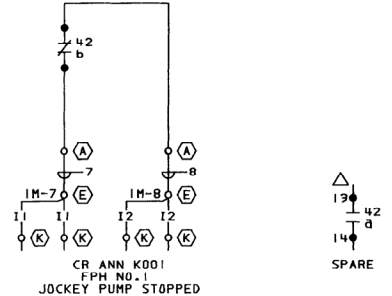 42
b
A
A
7
8
1M-7
E
1M-8
E
I1
I1
I2
I2
K
K
K
K
CR ANN K001
FPH NO.1
JOCKEY PUMP STOPPED
13
42
a
14
SPARE